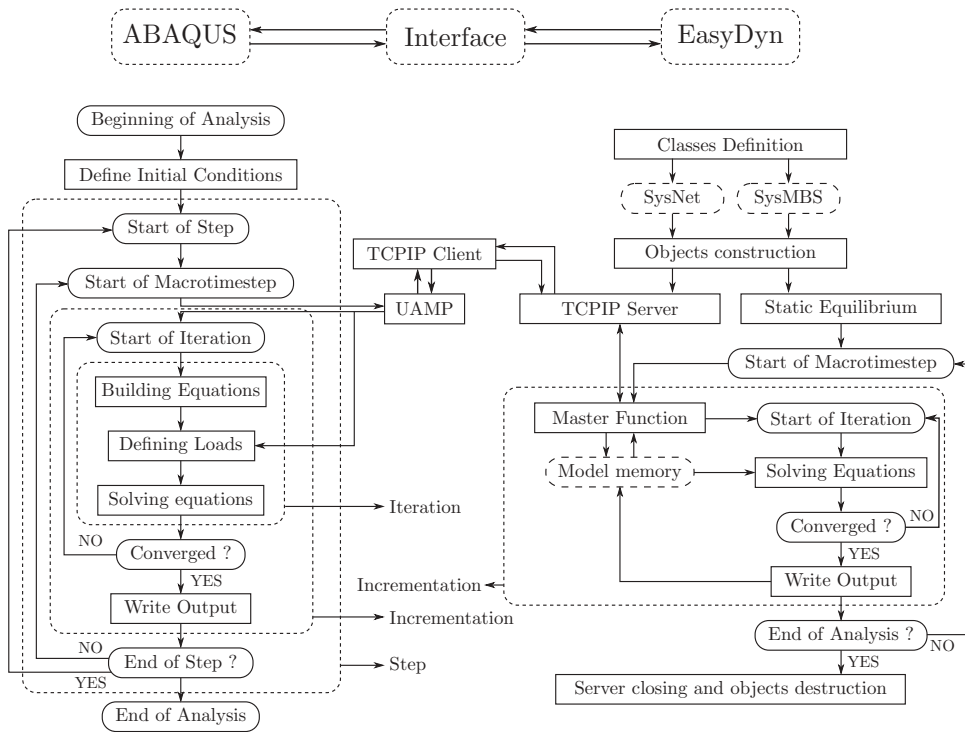 ABAQUS
Interface
EasyDyn
Beginning of Analysis
Define Initial Conditions
Start of Step
Start of Macrotimestep
Start of Iteration
Building Equations
Defining Loads
Solving equations
Iteration
NO
Converged ?
YES
Write Output
Incrementation
NO
End of Step ?
YES
Step
End of Analysis
TCPIP Client
UAMP
Classes Definition
SysNet
SysMBS
Objects construction
TCPIP Server
Static Equilibrium
Start of Macrotimestep
Master Function
Start of Iteration
Model memory
Solving Equations
Converged ?
NO
YES
Write Output
Incrementation
End of Analysis ?
NO
YES
Server closing and objects destruction